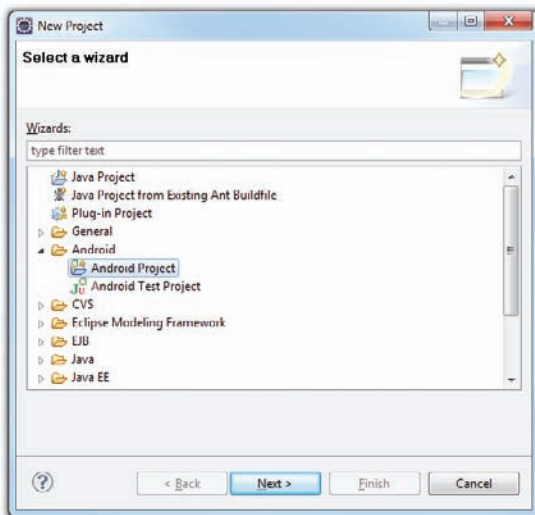 New Project
Select a wizard
Wizards:
type filter text
Java Project
Java Project from Existing Ant Buildfile
Plug-in Project
General
Android
Android Project
Android Test Project
CVS
Eclipse Modeling Framework
EJB
Java
Java EE
?
< Back
Next >
Finish
Cancel